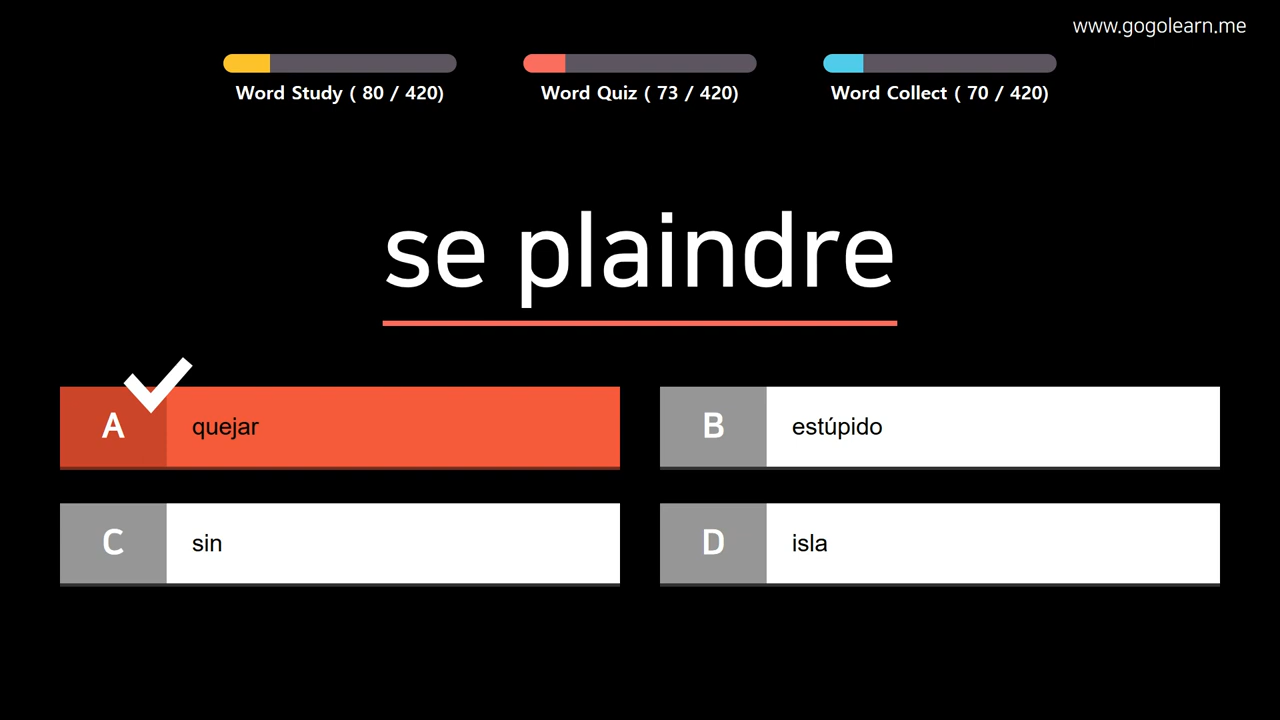 www.gogolearn.me
Word Study ( 80 / 420)
Word Quiz ( 73 / 420)
Word Collect ( 70 / 420)
se plaindre
A quejar
B estúpido
C sin
D isla